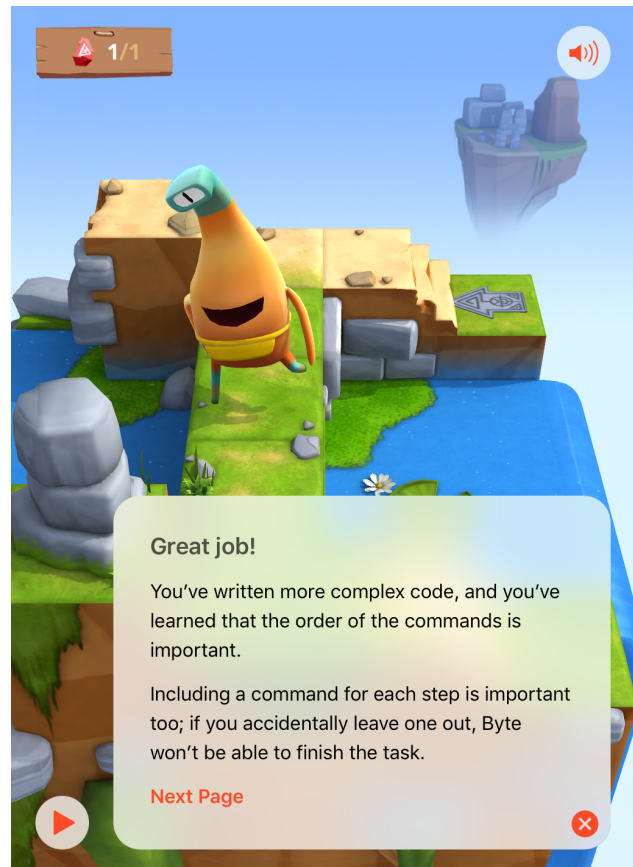 1/1
Great job!
You’ve written more complex code, and you’ve
learned that the order of the commands is
important.
Including a command for each step is important
too; if you accidentally leave one out, Byte
won’t be able to finish the task.
Next Page